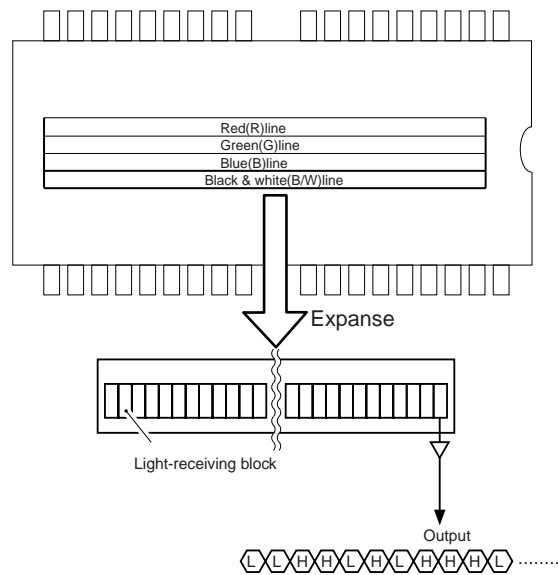 Red(R)line
Green(G)line
Blue(B)line
Black & white(B/W)line
Expanse
Light-receiving block
Output
L L H H L H L H H H L ........